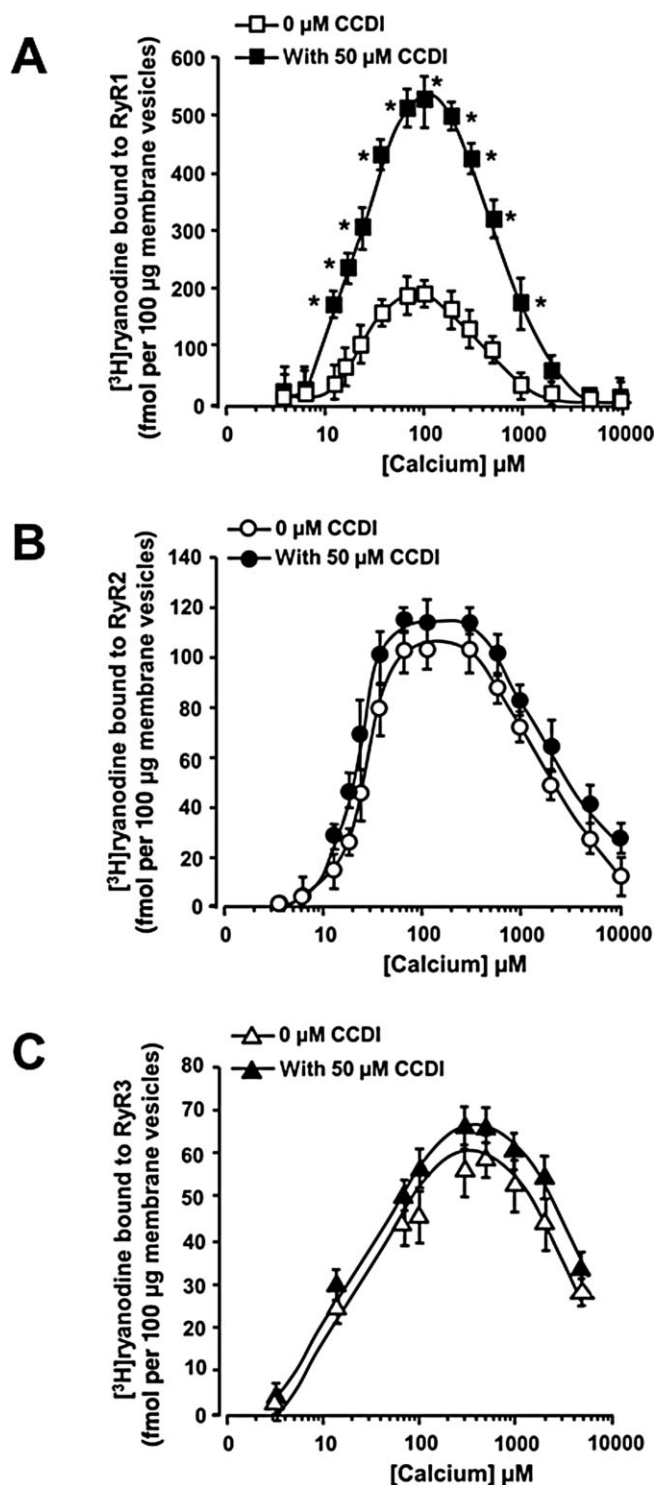 A
0 µM CCDI
With 50 µM CCDI
[³H]ryanodine bound to RyR1
(fmol per 100 µg membrane vesicles)
600
500
400
300
200
100
0
* * * * * * * * * * *
0 10 100 1000 10000
[Calcium] µM
B
0 µM CCDI
With 50 µM CCDI
[³H]ryanodine bound to RyR2
(fmol per 100 µg membrane vesicles)
140
120
100
80
60
40
20
0
0 10 100 1000 10000
[Calcium] µM
C
0 µM CCDI
With 50 µM CCDI
[³H]ryanodine bound to RyR3
(fmol per 100 µg membrane vesicles)
80
70
60
50
40
30
20
10
0
0 10 100 1000 10000
[Calcium] µM